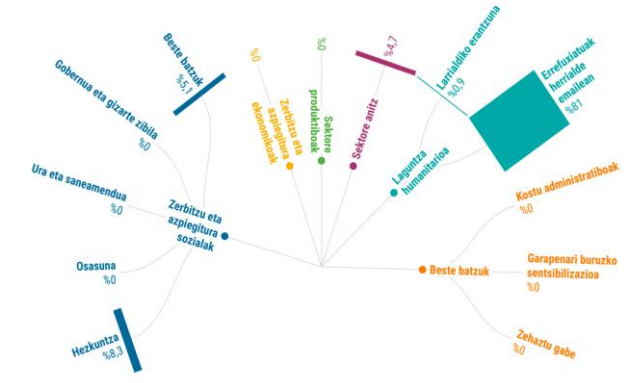 Beste batzuk
%5,1
Gobernua eta gizarte zibila
%0
Ura eta saneamendua
%0
Osasuna
%0
Hezkuntza
%8,3
Zerbitzu eta
azpiegitura
sozialak
%0
Zerbitzu eta
azpiegitura
ekonomikoak
%0
Sektore
produktiboak
%4,7
Sektore anitz
Larrialdiko erantzuna
%0,9
Errefuxiatuak
herrialde
emailean
%81
Laguntza
humanitarioa
Kostu administratiboak
%0
Beste batzuk
Garapenari buruzko
sentsibilizazioa
%0
Zehaztu gabe
%0